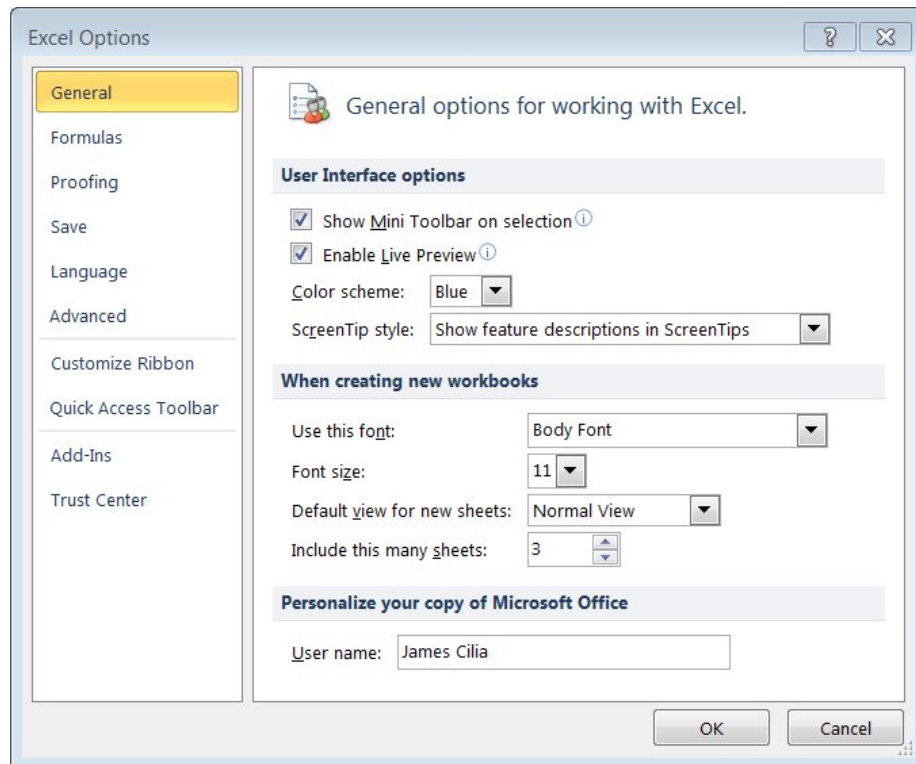 Excel Options
General
Formulas
Proofing
Save
Language
Advanced
Customize Ribbon
Quick Access Toolbar
Add-Ins
Trust Center
General options for working with Excel.
User Interface options
Show Mini Toolbar on selection
Enable Live Preview
Color scheme: Blue
ScreenTip style: Show feature descriptions in ScreenTips
When creating new workbooks
Use this font: Body Font
Font size: 11
Default view for new sheets: Normal View
Include this many sheets: 3
Personalize your copy of Microsoft Office
User name: James Cilia
OK Cancel